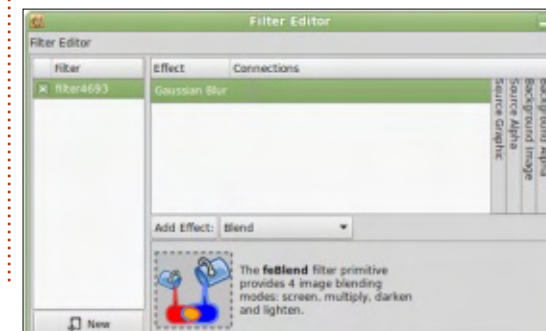 Filter Editor
Filter Editor
Filter
Effect
Connections
filter4693
Gaussian Blur
Source Graphic
Source Alpha
Background Image
Background Alpha
Add Effect:
Blend
The feBlend filter primitive
provides 4 image blending
modes: screen, multiply, darken
and lighten.
New